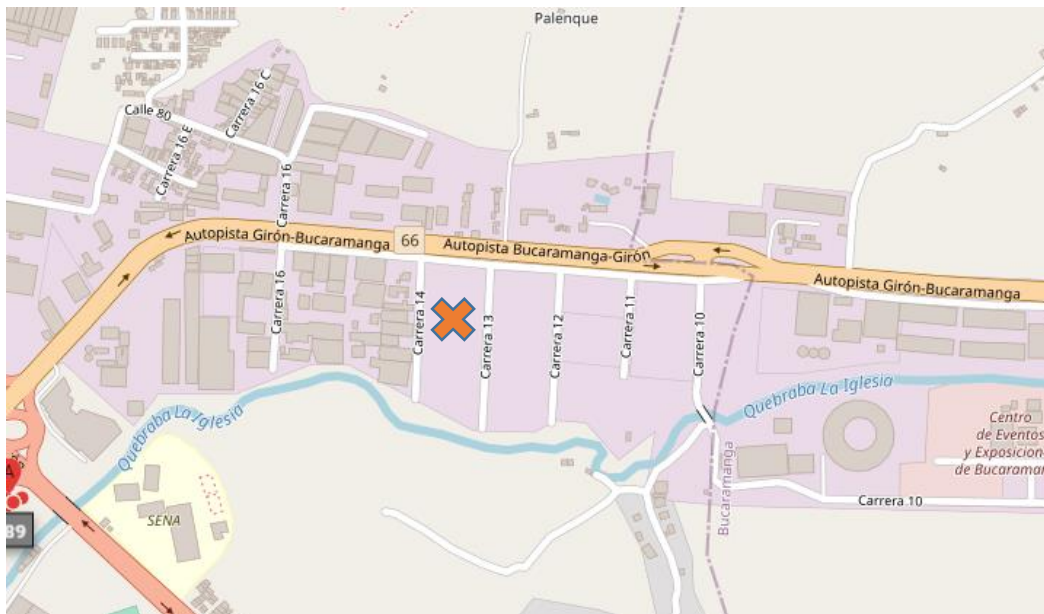 Palenque
Calle 80
Carrera 16 C
Carrera 16 E
Carrera 16
Autopista Girón-Bucaramanga
66
Autopista Bucaramanga-Girón
Autopista Girón-Bucaramanga
Carrera 16
Carrera 14
Carrera 13
Carrera 12
Carrera 11
Carrera 10
Quebraba La Iglesia
Quebraba La Iglesia
Centro
de Eventos
y Exposicion
de Bucarama
Bucaramanga
Carrera 10
SENA
A
89